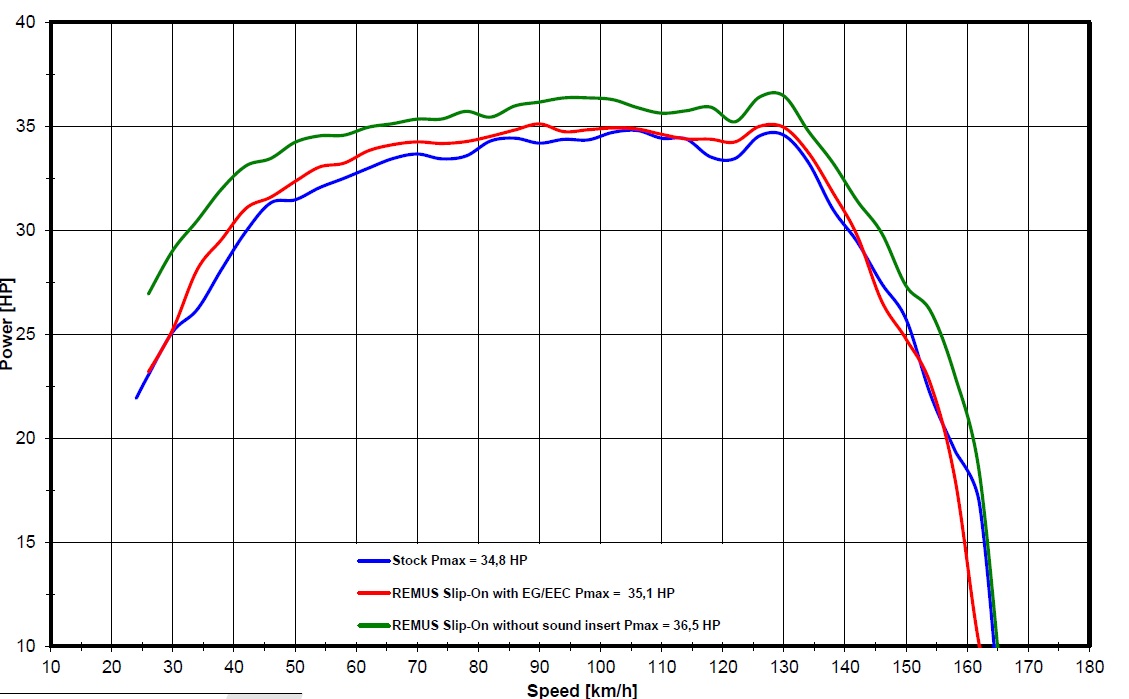 40
35
30
25
20
15
10
Power [HP]
Stock Pmax = 34,8 HP
REMUS Slip-On with EG/EEC Pmax =  35,1 HP
REMUS Slip-On without sound insert Pmax = 36,5 HP
10 20 30 40 50 60 70 80 90 100 110 120 130 140 150 160 170 180
Speed [km/h]